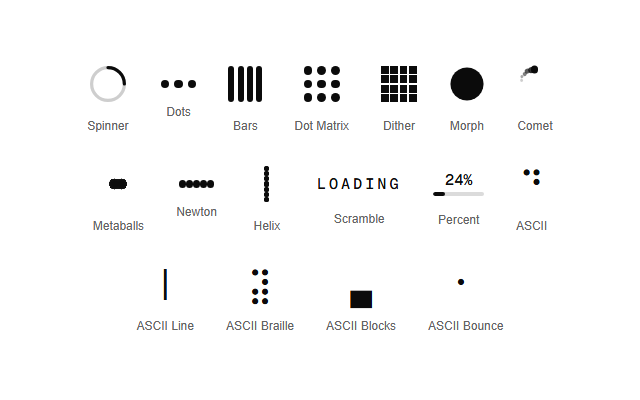 Spinner
Dots
Bars
Dot Matrix
Dither
Morph
Comet
Metaballs
Newton
Helix
LOADING
Scramble
24%
Percent
ASCII
ASCII Line
ASCII Braille
ASCII Blocks
ASCII Bounce